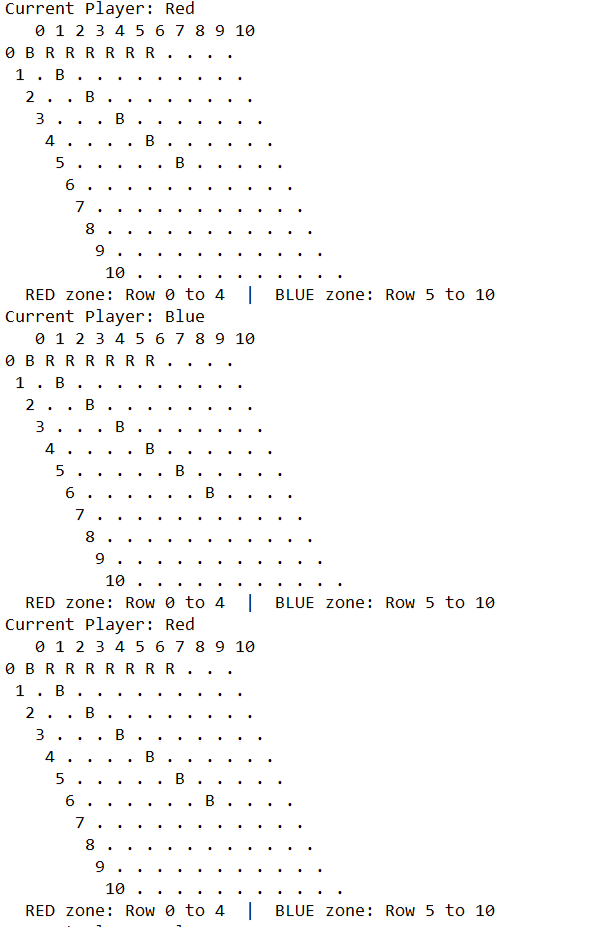 Current Player: Red
   0 1 2 3 4 5 6 7 8 9 10
0 B R R R R R R . . . .
 1 . B . . . . . . . . .
  2 . . B . . . . . . . .
   3 . . . B . . . . . . .
    4 . . . . B . . . . . .
     5 . . . . . B . . . . .
      6 . . . . . . . . . . .
       7 . . . . . . . . . . .
        8 . . . . . . . . . . .
         9 . . . . . . . . . . .
          10 . . . . . . . . . . .
  RED zone: Row 0 to 4  |  BLUE zone: Row 5 to 10
Current Player: Blue
   0 1 2 3 4 5 6 7 8 9 10
0 B R R R R R R . . . .
 1 . B . . . . . . . . .
  2 . . B . . . . . . . .
   3 . . . B . . . . . . .
    4 . . . . B . . . . . .
     5 . . . . . B . . . . .
      6 . . . . . . B . . . .
       7 . . . . . . . . . . .
        8 . . . . . . . . . . .
         9 . . . . . . . . . . .
          10 . . . . . . . . . . .
  RED zone: Row 0 to 4  |  BLUE zone: Row 5 to 10
Current Player: Red
   0 1 2 3 4 5 6 7 8 9 10
0 B R R R R R R R . . .
 1 . B . . . . . . . . .
  2 . . B . . . . . . . .
   3 . . . B . . . . . . .
    4 . . . . B . . . . . .
     5 . . . . . B . . . . .
      6 . . . . . . B . . . .
       7 . . . . . . . . . . .
        8 . . . . . . . . . . .
         9 . . . . . . . . . . .
          10 . . . . . . . . . . .
  RED zone: Row 0 to 4  |  BLUE zone: Row 5 to 10